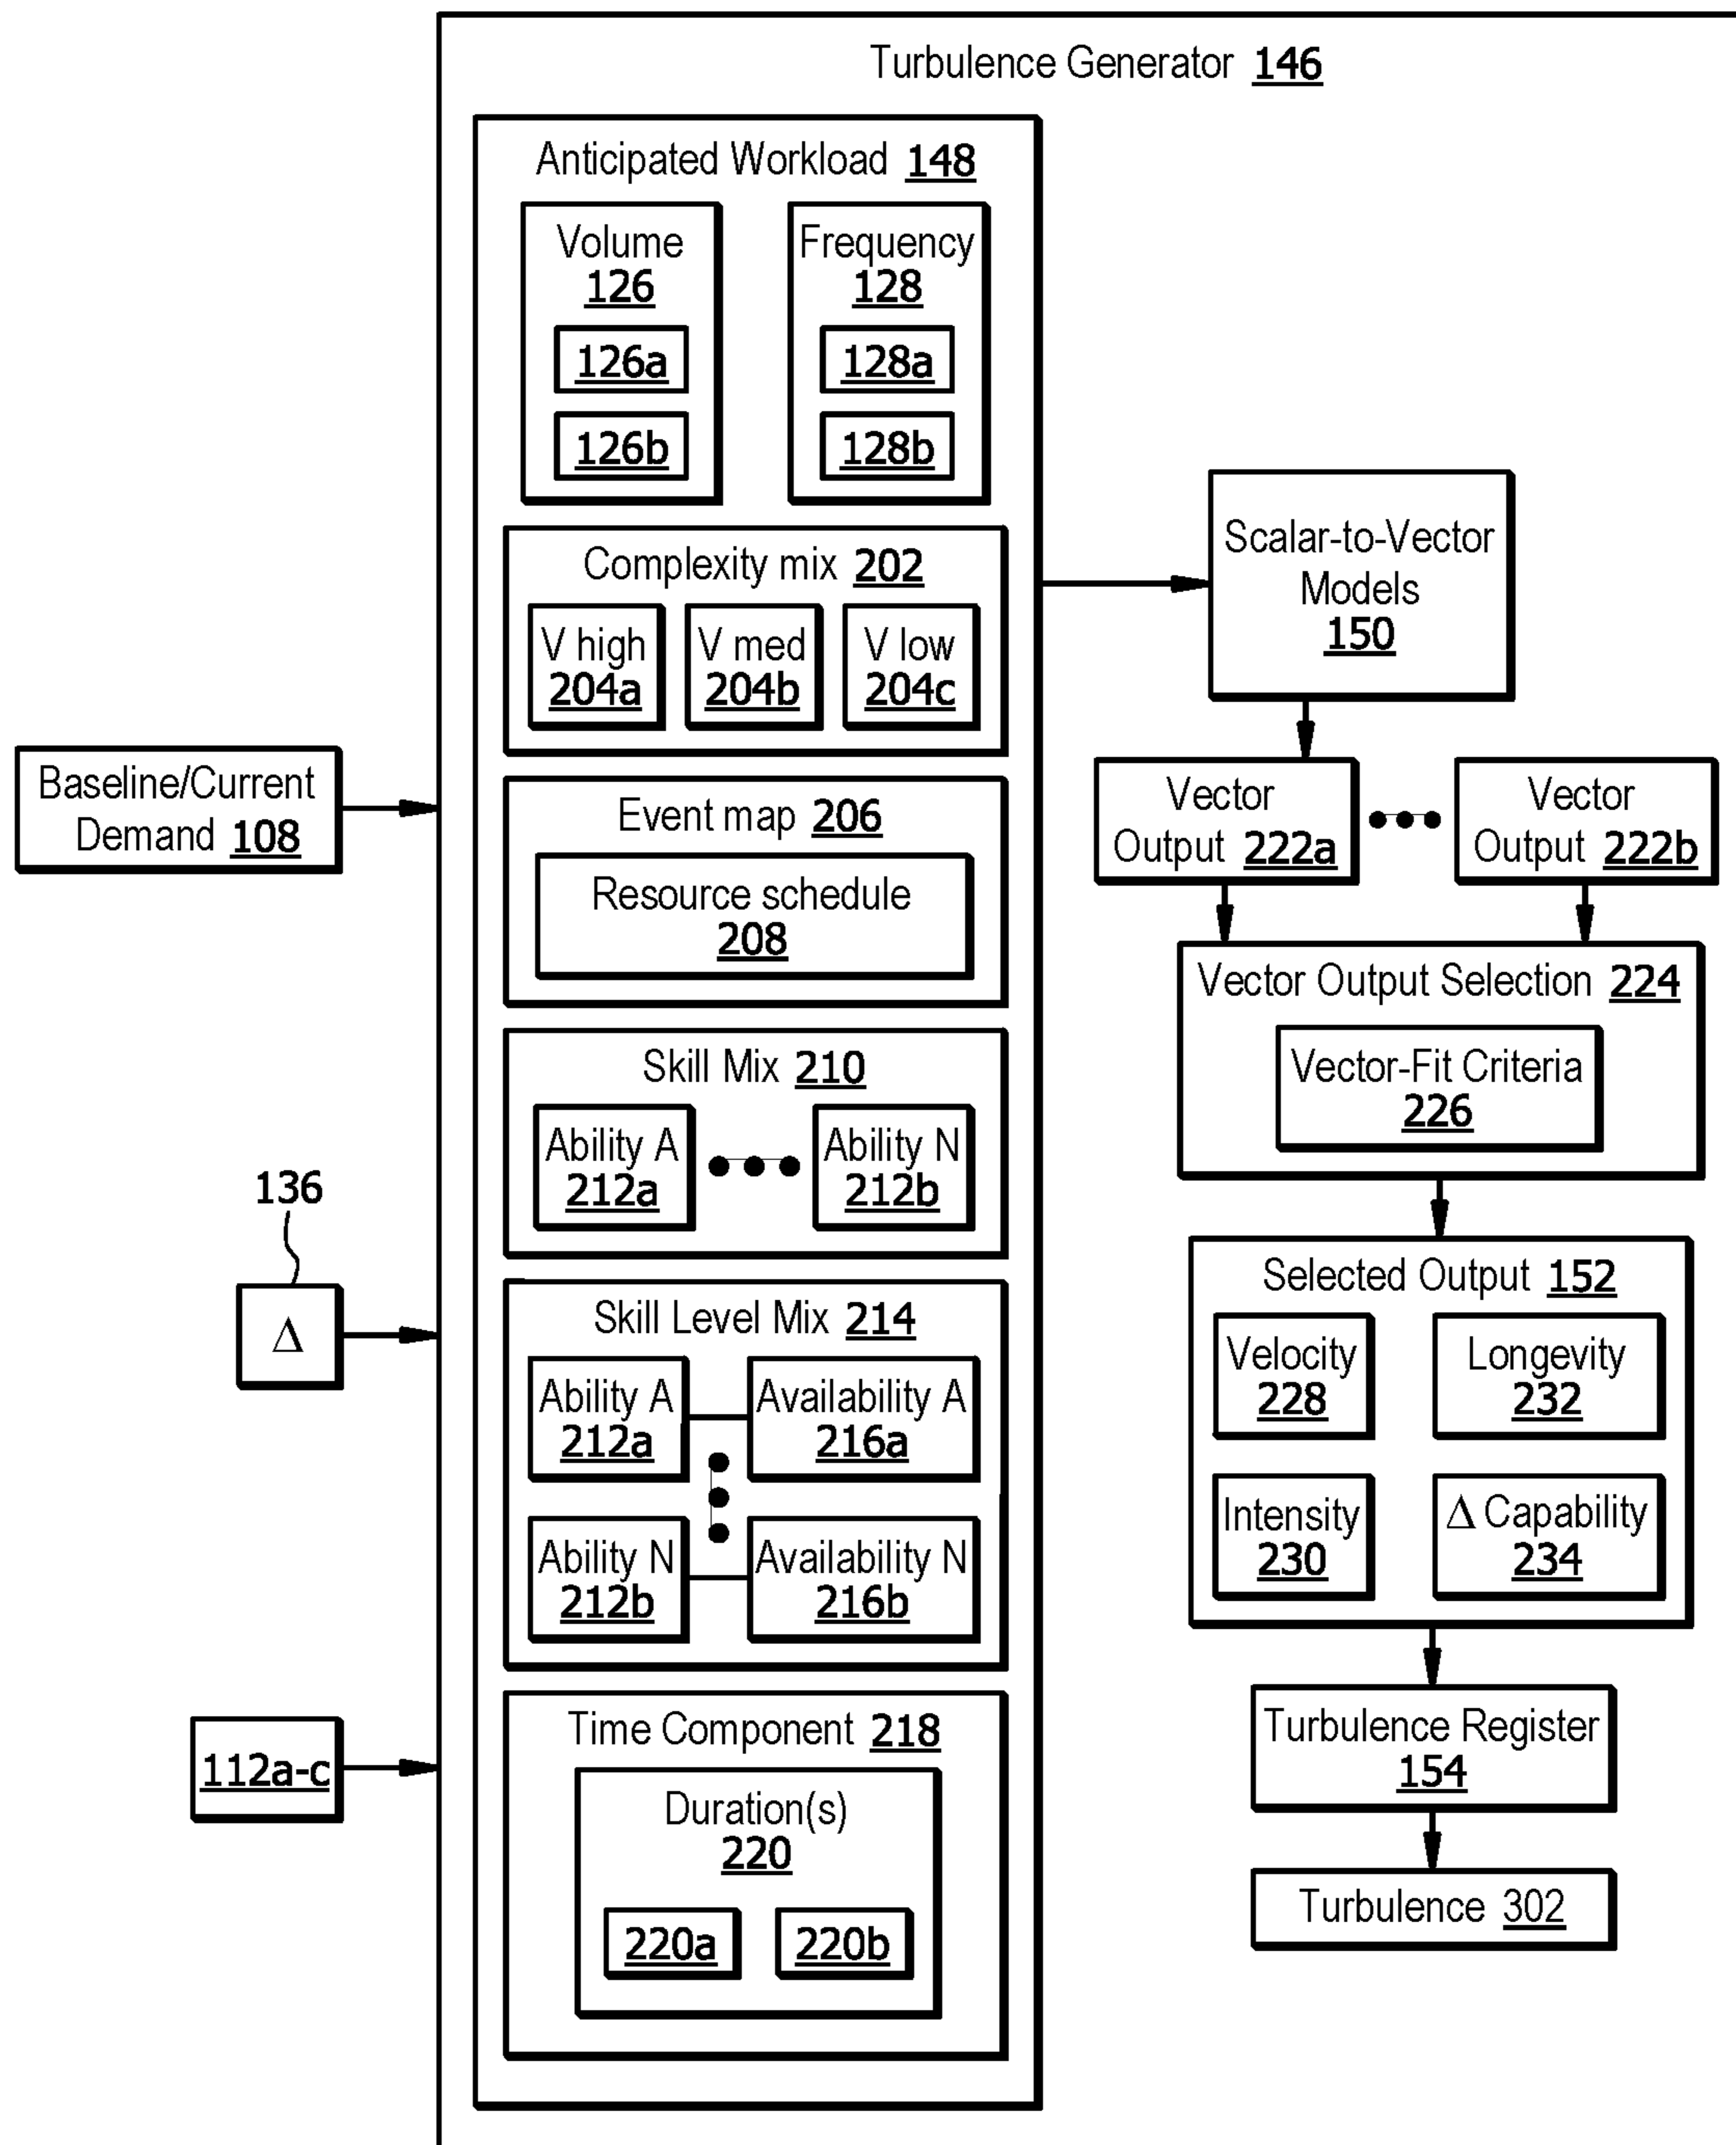 Turbulence Generator 146
Anticipated Workload 148
Volume
126
126a
126b
Frequency
128
128a
128b
Complexity mix 202
V high
204a
V med
204b
V low
204c
Event map 206
Resource schedule
208
Skill Mix 210
Ability A
212a
Ability N
212b
Skill Level Mix 214
Ability A
212a
Availability A
216a
Ability N
212b
Availability N
216b
Time Component 218
Duration(s)
220
220a
220b
Baseline/Current
Demand 108
136
Δ
112a-c
Scalar-to-Vector
Models
150
Vector
Output 222a
Vector
Output 222b
Vector Output Selection 224
Vector-Fit Criteria
226
Selected Output 152
Velocity
228
Longevity
232
Intensity
230
Δ Capability
234
Turbulence Register
154
Turbulence 302